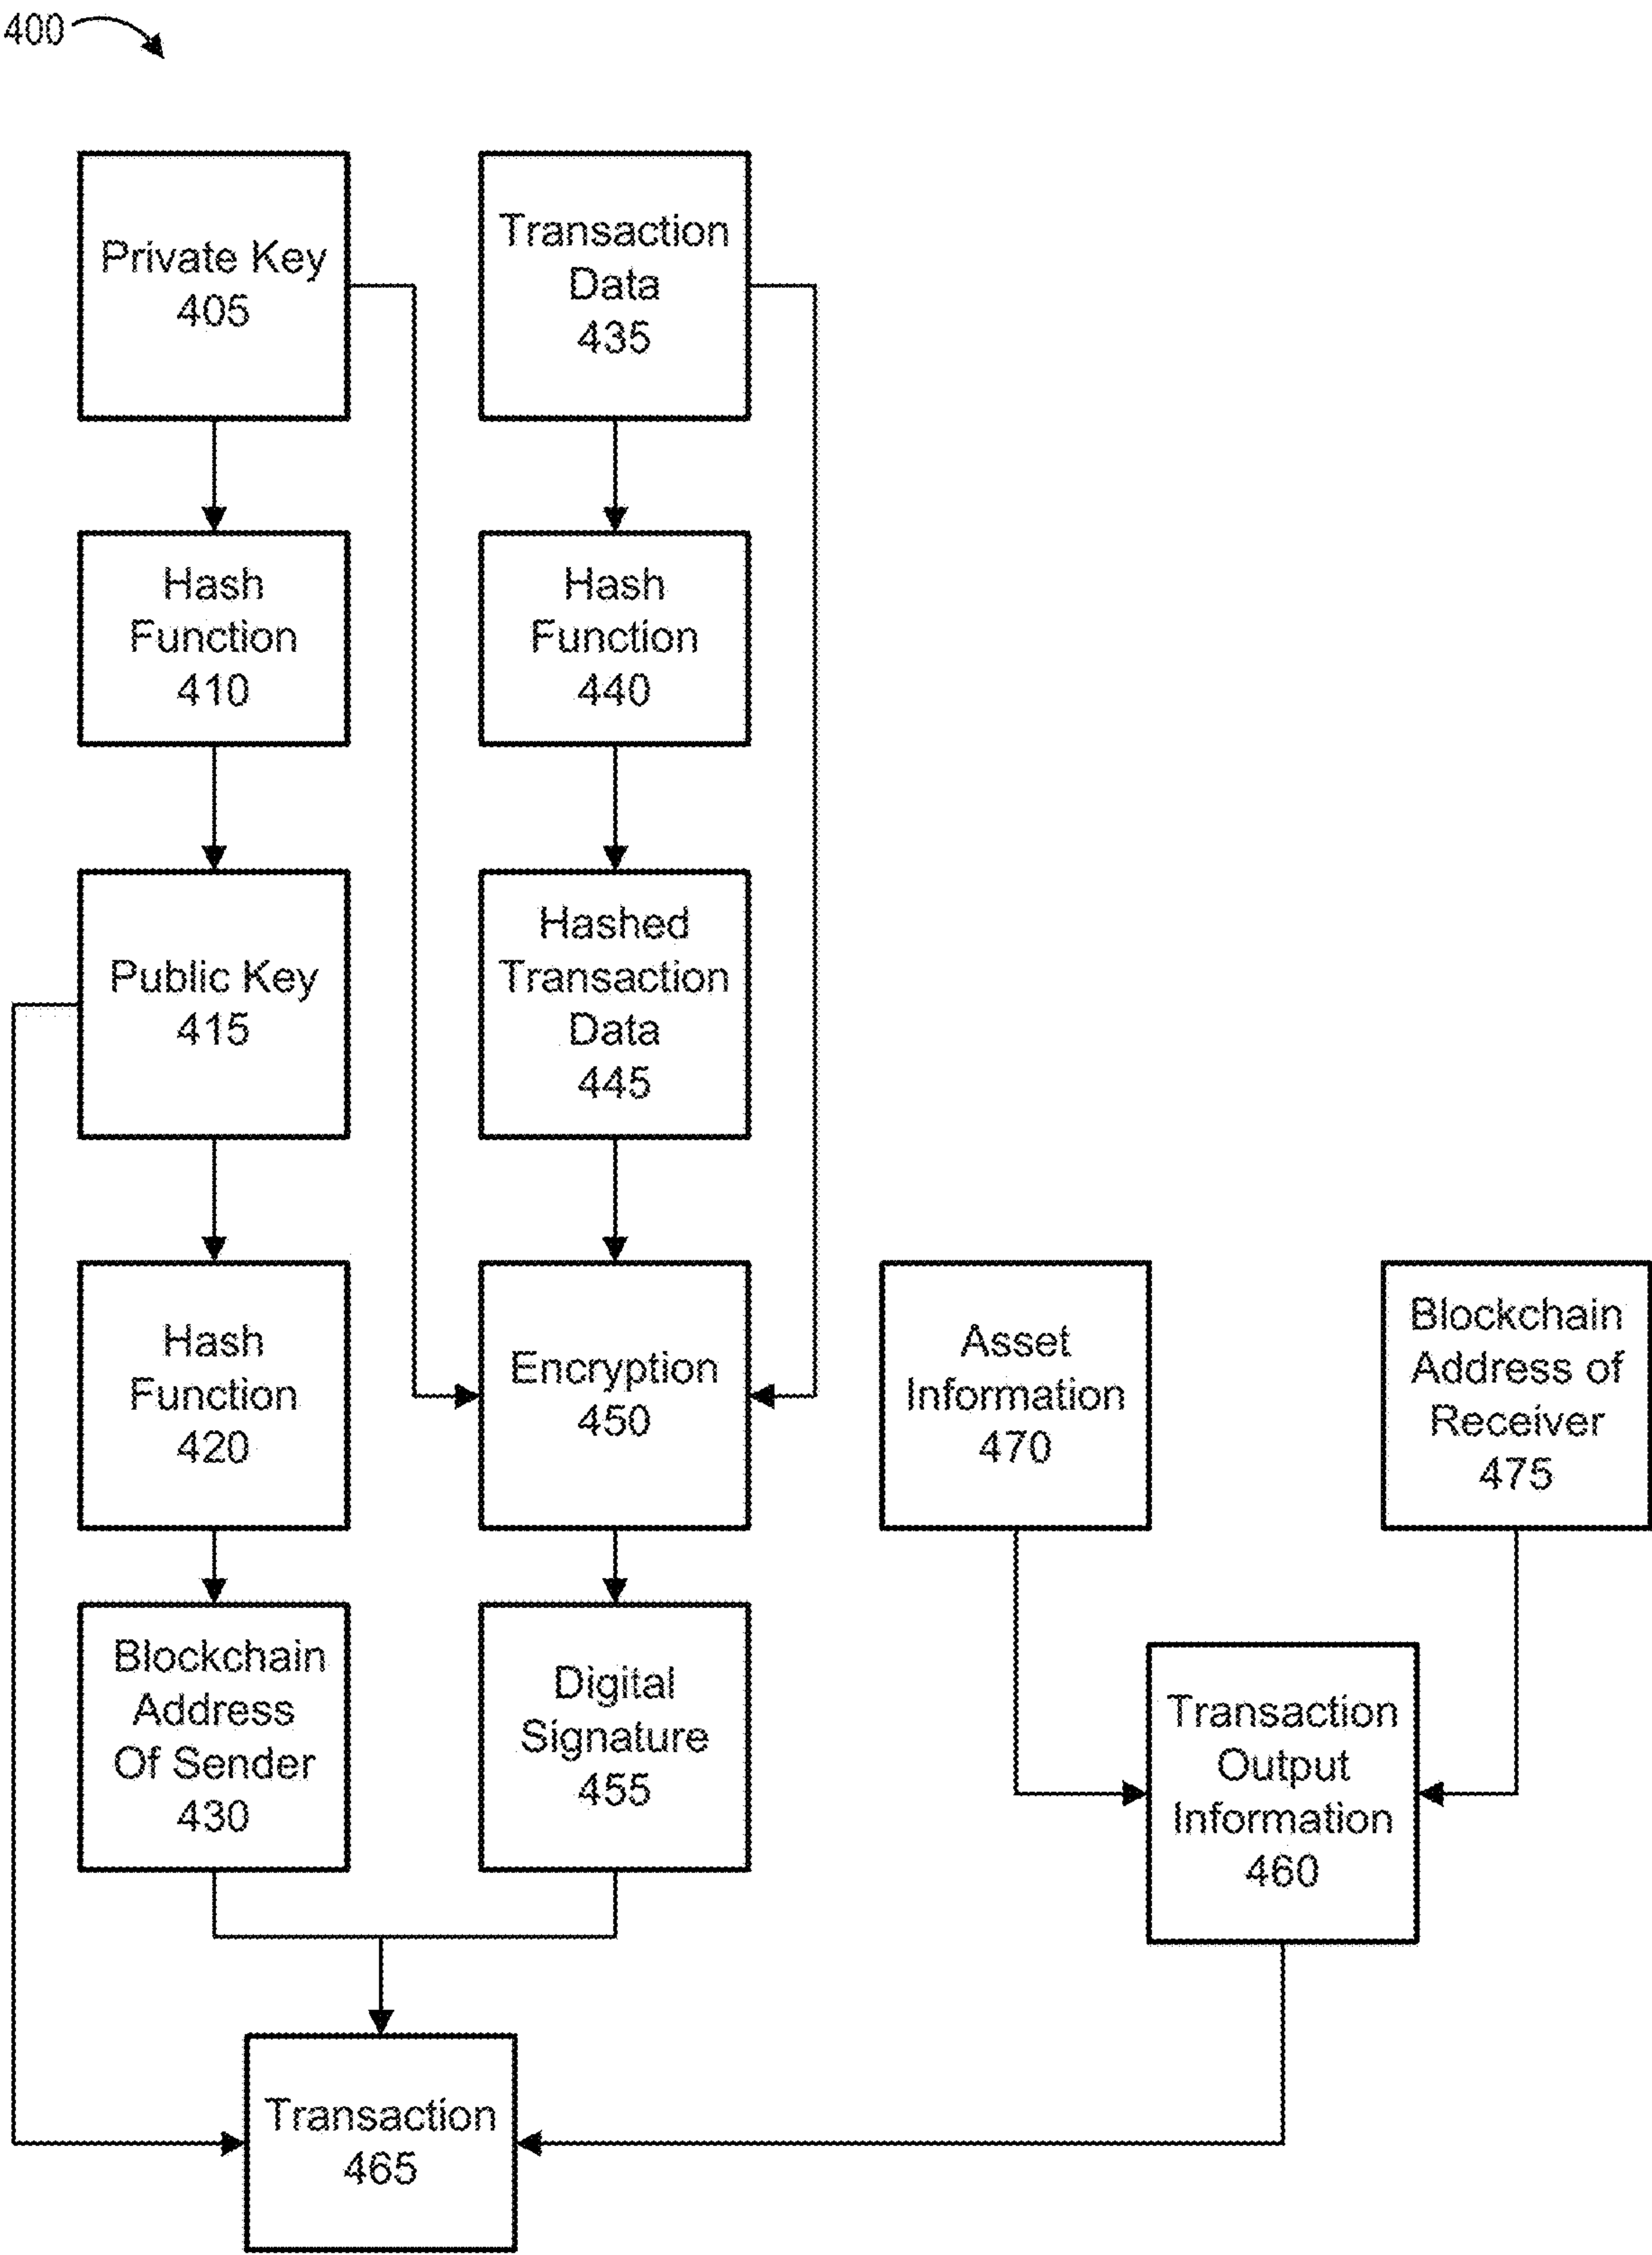 400
Private Key
405
Transaction
Data
435
Hash
Function
410
Hash
Function
440
Public Key
415
Hashed
Transaction
Data
445
Hash
Function
420
Encryption
450
Asset
Information
470
Blockchain
Address of
Receiver
475
Blockchain
Address
Of Sender
430
Digital
Signature
455
Transaction
Output
Information
460
Transaction
465